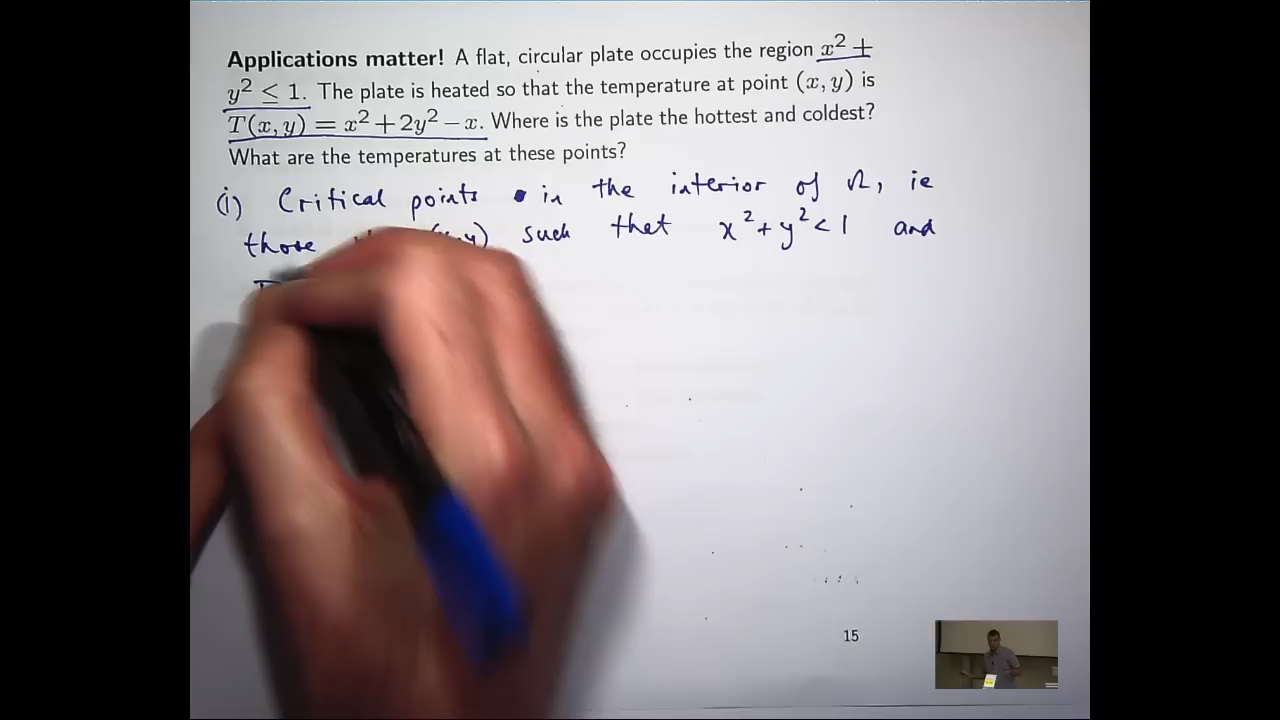 Applications matter! A flat, circular plate occupies the region x² +
y² ≤ 1. The plate is heated so that the temperature at point (x, y) is
T(x, y) = x² + 2y² − x. Where is the plate the hottest and coldest?
What are the temperatures at these points?
(i) Critical points in the interior of Ω, ie
those such that x² + y² < 1 and
15